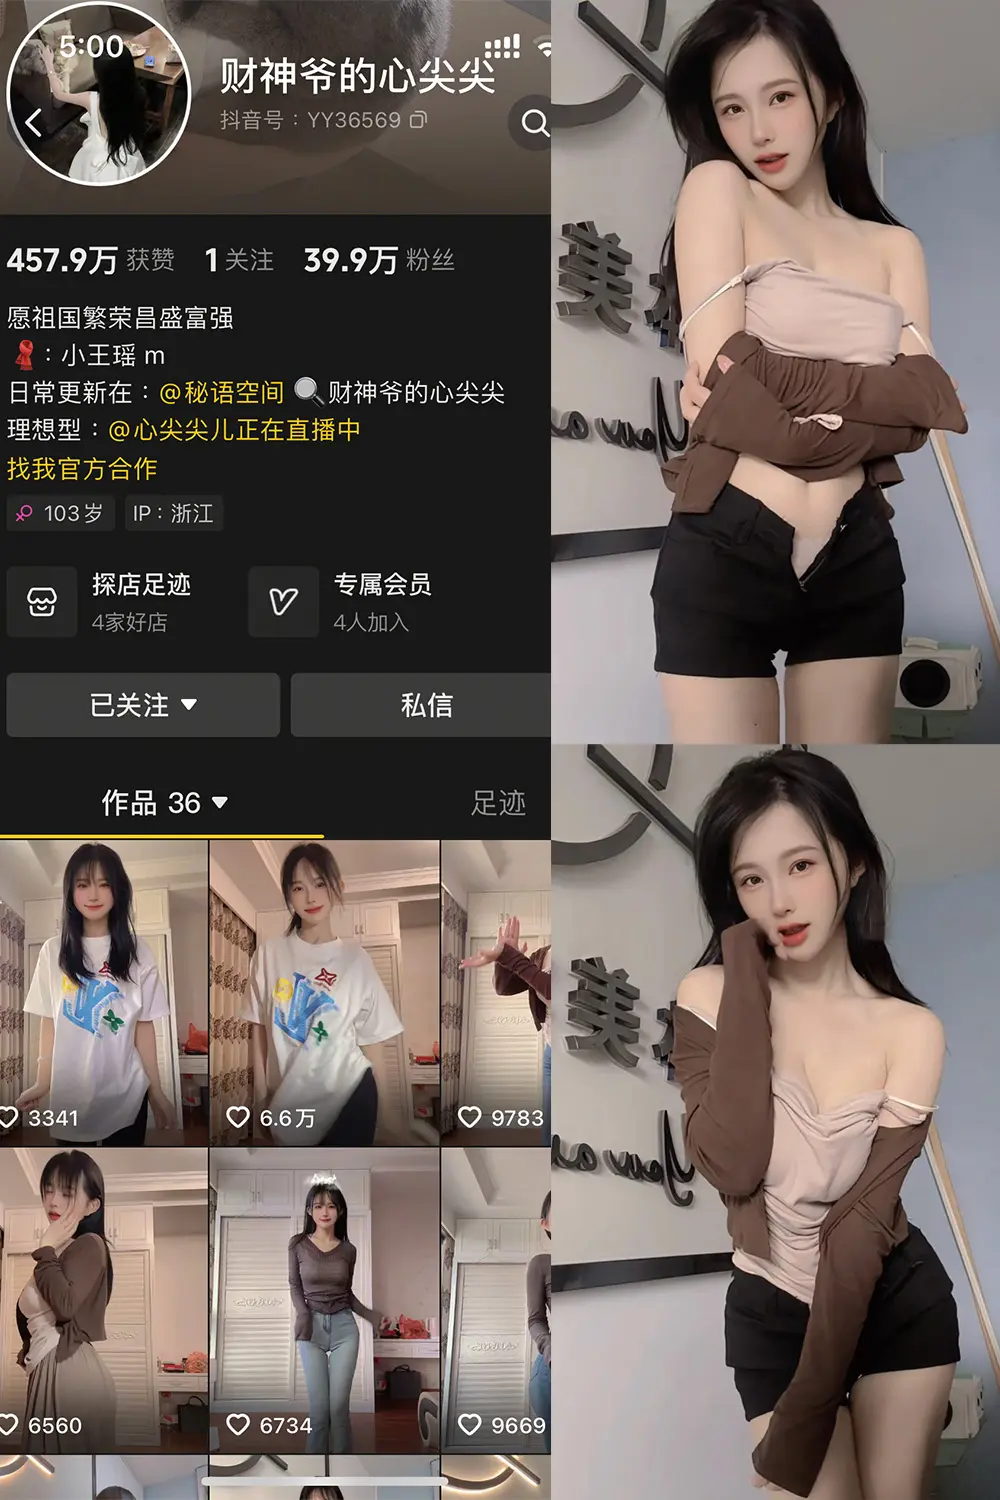 5:00
财神爷的心尖尖
抖音号：YY36569
457.9万 获赞 1 关注 39.9万 粉丝
愿祖国繁荣昌盛富强
：小王瑶 m
日常更新在：@秘语空间 财神爷的心尖尖
理想型：@心尖尖儿正在直播中
找我官方合作
103岁 IP：浙江
探店足迹 专属会员
4家好店 4人加入
已关注 私信
作品 36 足迹
3341 6.6万 9783
6560 6734 9669
美
美